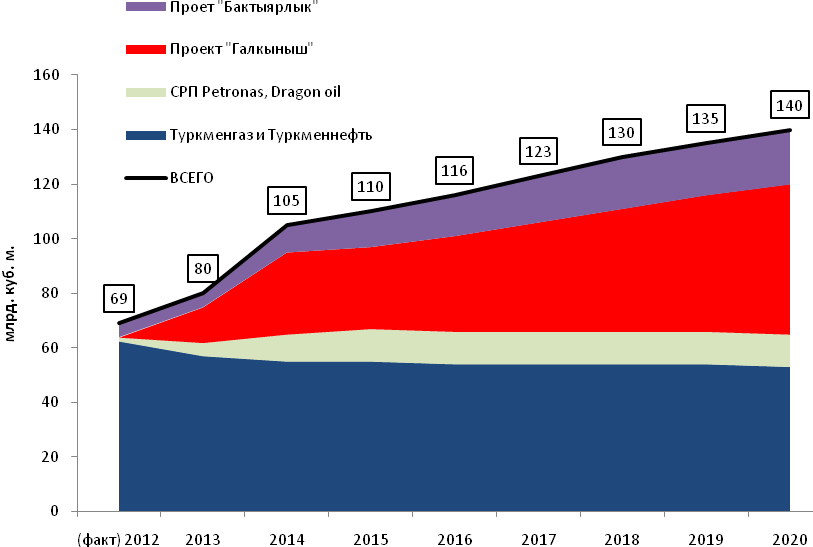 Проет "Бактыярлык"
Проект "Галкыныш"
СРП Petronas, Dragon oil
Туркменгаз и Туркменнефть
ВСЕГО
млрд. куб. м.
160
140
120
100
80
60
40
20
0
69
80
105
110
116
123
130
135
140
(факт) 2012 2013 2014 2015 2016 2017 2018 2019 2020